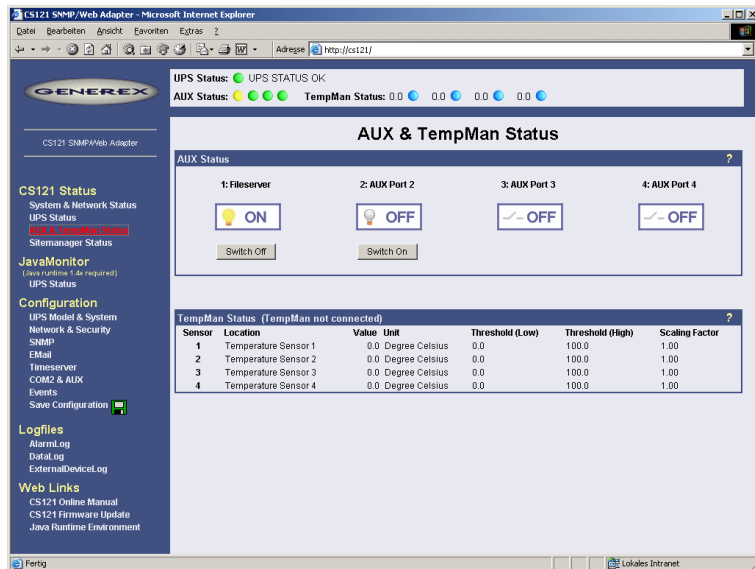 CS121 SNMP/Web Adapter - Microsoft Internet Explorer
Datei Bearbeiten Ansicht Favoriten Extras ?
Adresse http://cs121/
GENEREX
CS121 SNMP/Web Adapter
UPS Status: UPS STATUS OK
AUX Status: TempMan Status: 0.0 0.0 0.0 0.0
CS121 Status
System & Network Status
UPS Status
AUX & TempMan Status
Sitemanager Status
JavaMonitor
(Java runtime 1.4x required)
UPS Status
Configuration
UPS Model & System
Network & Security
SNMP
EMail
Timeserver
COM2 & AUX
Events
Save Configuration
Logfiles
AlarmLog
DataLog
ExternalDeviceLog
Web Links
CS121 Online Manual
CS121 Firmware Update
Java Runtime Environment
AUX & TempMan Status
AUX Status ?
1: Fileserver 2: AUX Port 2 3: AUX Port 3 4: AUX Port 4
ON OFF OFF OFF
Switch Off Switch On
TempMan Status (TempMan not connected) ?
Sensor Location Value Unit Threshold (Low) Threshold (High) Scaling Factor
1 Temperature Sensor 1 0.0 Degree Celsius 0.0 100.0 1.00
2 Temperature Sensor 2 0.0 Degree Celsius 0.0 100.0 1.00
3 Temperature Sensor 3 0.0 Degree Celsius 0.0 100.0 1.00
4 Temperature Sensor 4 0.0 Degree Celsius 0.0 100.0 1.00
Fertig Lokales Intranet